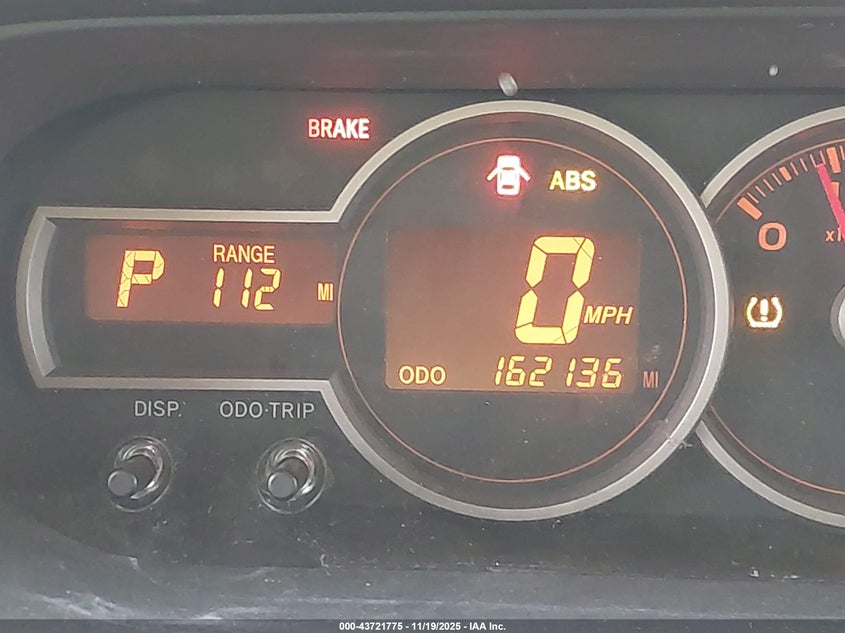 BRAKE
ABS
P
RANGE
112 MI
0 MPH
ODO 162136 MI
0
DISP.
ODO·TRIP
000-43721775 - 11/19/2025 - IAA Inc.